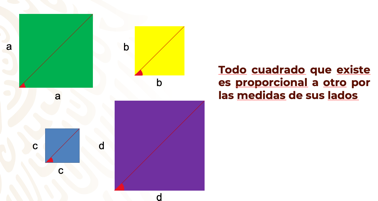 a
a
b
b
Todo cuadrado que existe
es proporcional a otro por
las medidas de sus lados
c
c
d
d